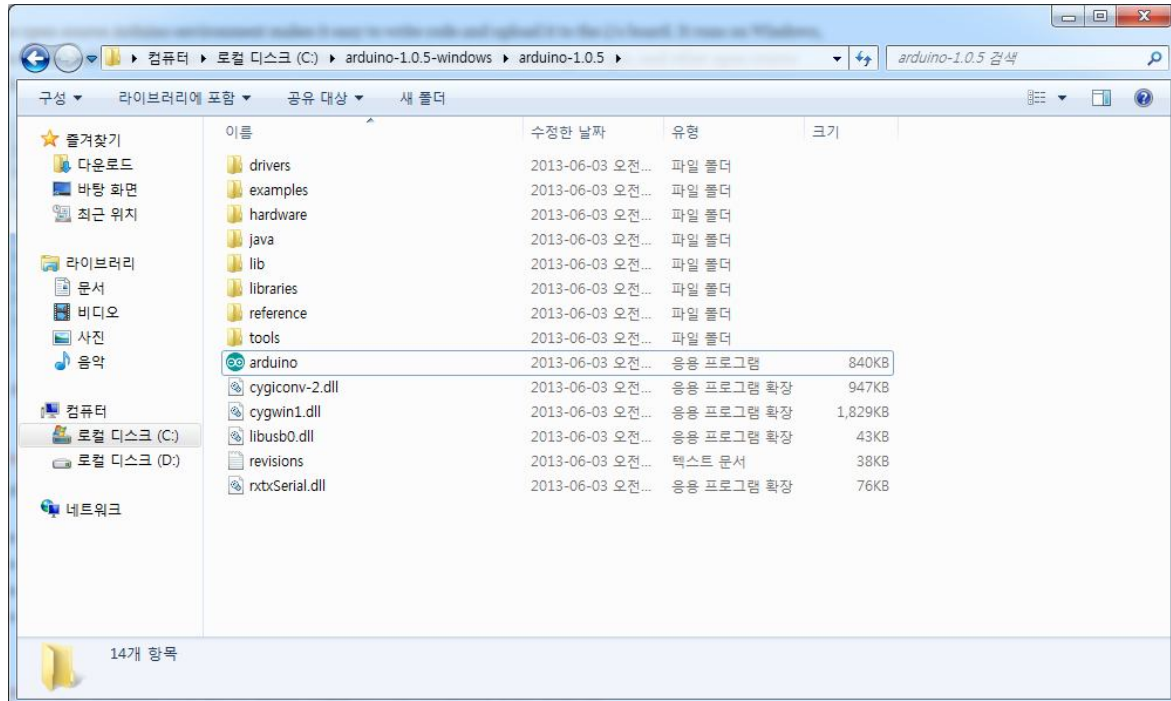 컴퓨터 로컬 디스크 (C:) arduino-1.0.5-windows arduino-1.0.5 arduino-1.0.5 검색
구성 라이브러리에 포함 공유 대상 새 폴더
즐겨찾기
다운로드
바탕 화면
최근 위치
라이브러리
문서
비디오
사진
음악
컴퓨터
로컬 디스크 (C:)
로컬 디스크 (D:)
네트워크
이름 수정한 날짜 유형 크기
drivers 2013-06-03 오전... 파일 폴더
examples 2013-06-03 오전... 파일 폴더
hardware 2013-06-03 오전... 파일 폴더
java 2013-06-03 오전... 파일 폴더
lib 2013-06-03 오전... 파일 폴더
libraries 2013-06-03 오전... 파일 폴더
reference 2013-06-03 오전... 파일 폴더
tools 2013-06-03 오전... 파일 폴더
arduino 2013-06-03 오전... 응용 프로그램 840KB
cygiconv-2.dll 2013-06-03 오전... 응용 프로그램 확장 947KB
cygwin1.dll 2013-06-03 오전... 응용 프로그램 확장 1,829KB
libusb0.dll 2013-06-03 오전... 응용 프로그램 확장 43KB
revisions 2013-06-03 오전... 텍스트 문서 38KB
rxtxSerial.dll 2013-06-03 오전... 응용 프로그램 확장 76KB
14개 항목